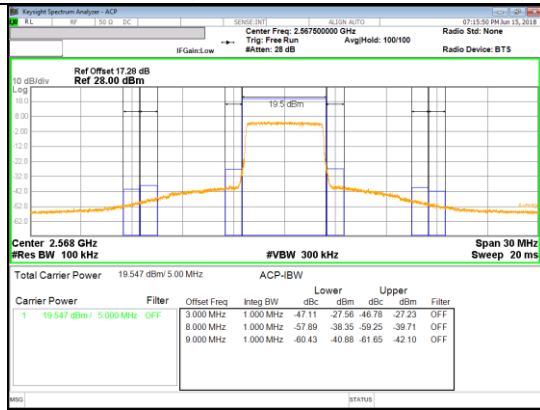 Keysight Spectrum Analyzer - ACP
RL RF 50 Ω DC SENSE:INT ALIGN AUTO 07:15:50 PM Jun 15, 2018
Center Freq: 2.567500000 GHz Radio Std: None
Trig: Free Run Avg|Hold: 100/100
IFGain:Low #Atten: 28 dB Radio Device: BTS
Ref Offset 17.28 dB
10 dB/div Ref 28.00 dBm
Log
18.0
19.5 dBm
8.00
-2.00
-12.0
-22.0
-32.0
-42.0
-52.0
-62.0
Center 2.568 GHz Span 30 MHz
#Res BW 100 kHz #VBW 300 kHz Sweep 20 ms
Total Carrier Power 19.547 dBm/ 5.00 MHz ACP-IBW
Lower Upper
Carrier Power Filter Offset Freq Integ BW dBc dBm dBc dBm Filter
1 19.547 dBm / 5.000 MHz OFF 3.000 MHz 1.000 MHz -47.11 -27.56 -46.78 -27.23 OFF
8.000 MHz 1.000 MHz -57.89 -38.35 -59.25 -39.71 OFF
9.000 MHz 1.000 MHz -60.43 -40.88 -61.65 -42.10 OFF
MSG STATUS